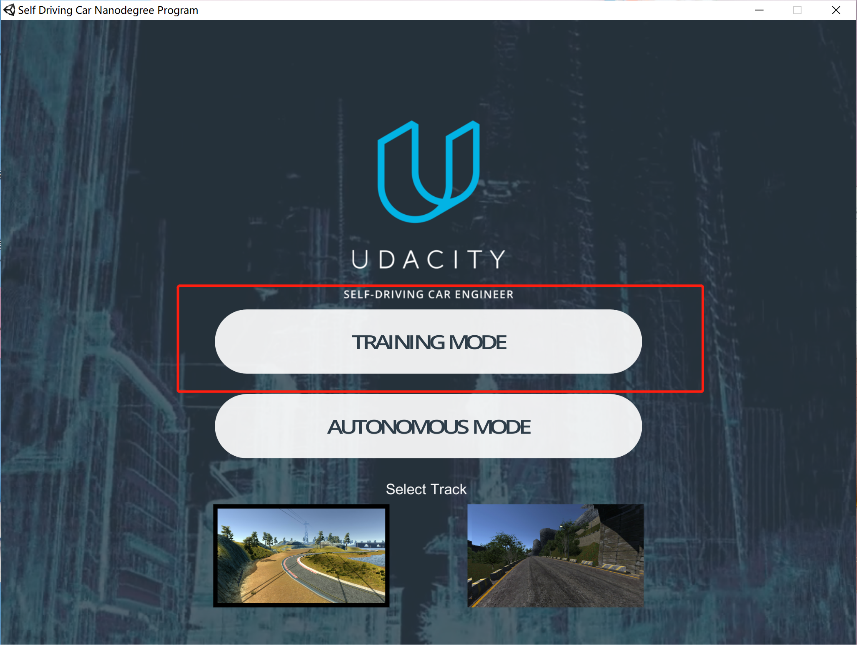 Self Driving Car Nanodegree Program
UDACITY
SELF-DRIVING CAR ENGINEER
TRAINING MODE
AUTONOMOUS MODE
Select Track